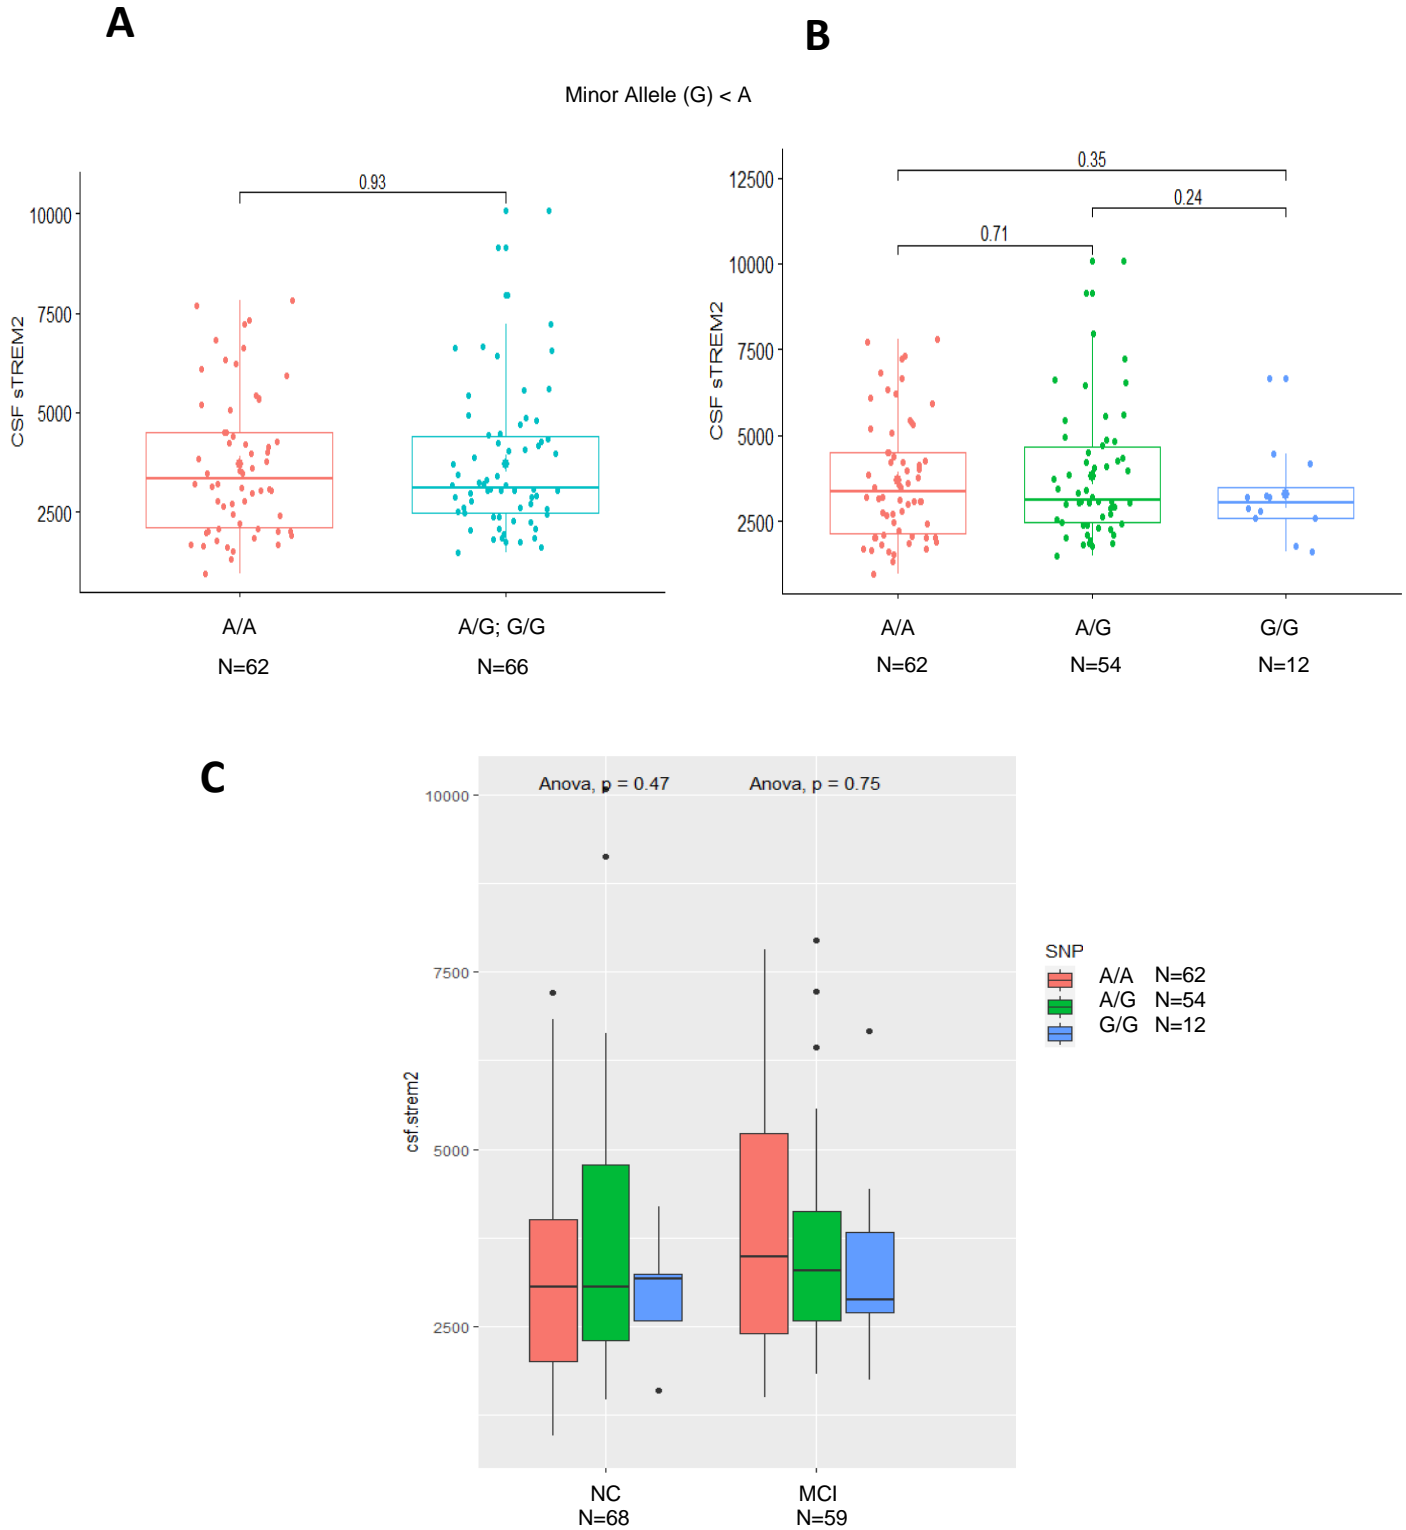 A
B
Minor Allele (G) < A
0.93
10000
7500
5000
2500
CSF sTREM2
A/A
A/G; G/G
N=62
N=66
0.35
0.24
0.71
12500
10000
7500
5000
2500
CSF sTREM2
A/A
A/G
G/G
N=62
N=54
N=12
C
Anova, p = 0.47
Anova, p = 0.75
10000
7500
5000
2500
csf.strem2
NC
MCI
N=68
N=59
SNP
A/A N=62
A/G N=54
G/G N=12